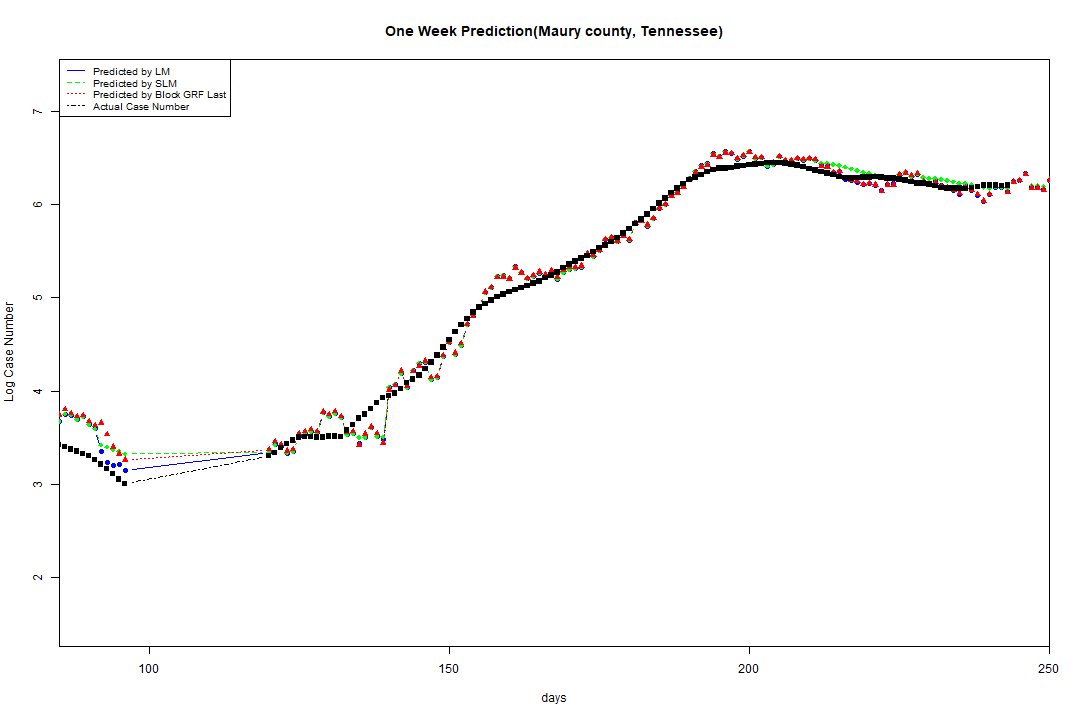 One Week Prediction(Maury county, Tennessee)
Predicted by LM
Predicted by SLM
Predicted by Block GRF Last
Actual Case Number
7
6
5
4
3
2
Log Case Number
100 150 200 250
days